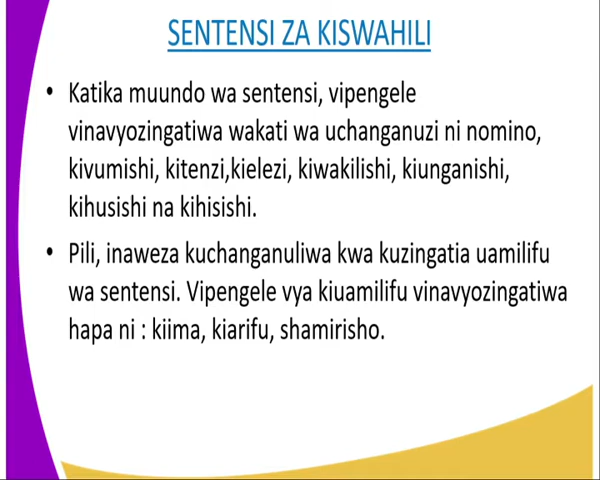 SENTENSI ZA KISWAHILI
• Katika muundo wa sentensi, vipengele
vinavyozingatiwa wakati wa uchanganuzi ni nomino,
kivumishi, kitenzi,kielezi, kiwakilishi, kiunganishi,
kihusishi na kihisishi.
• Pili, inaweza kuchanganuliwa kwa kuzingatia uamilifu
wa sentensi. Vipengele vya kiuamilifu vinavyozingatiwa
hapa ni : kiima, kiarifu, shamirisho.